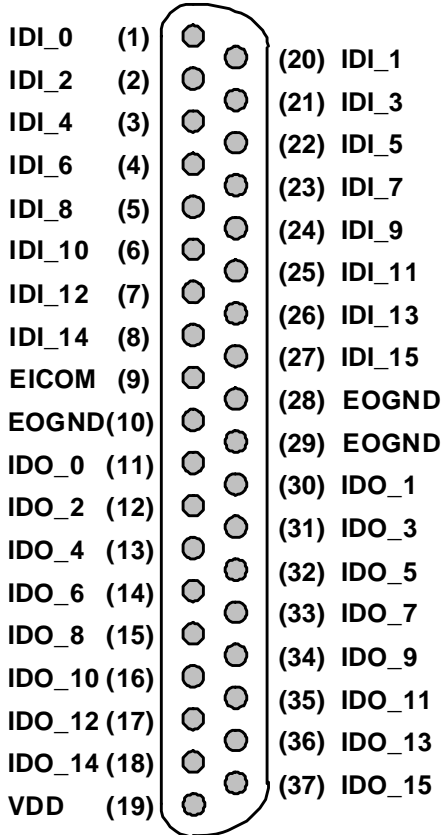 IDI_0 (1)
(20) IDI_1
IDI_2 (2)
(21) IDI_3
IDI_4 (3)
(22) IDI_5
IDI_6 (4)
(23) IDI_7
IDI_8 (5)
(24) IDI_9
IDI_10 (6)
(25) IDI_11
IDI_12 (7)
(26) IDI_13
IDI_14 (8)
(27) IDI_15
EICOM (9)
(28) EOGND
EOGND(10)
(29) EOGND
IDO_0 (11)
(30) IDO_1
IDO_2 (12)
(31) IDO_3
IDO_4 (13)
(32) IDO_5
IDO_6 (14)
(33) IDO_7
IDO_8 (15)
(34) IDO_9
IDO_10 (16)
(35) IDO_11
IDO_12 (17)
(36) IDO_13
IDO_14 (18)
(37) IDO_15
VDD (19)